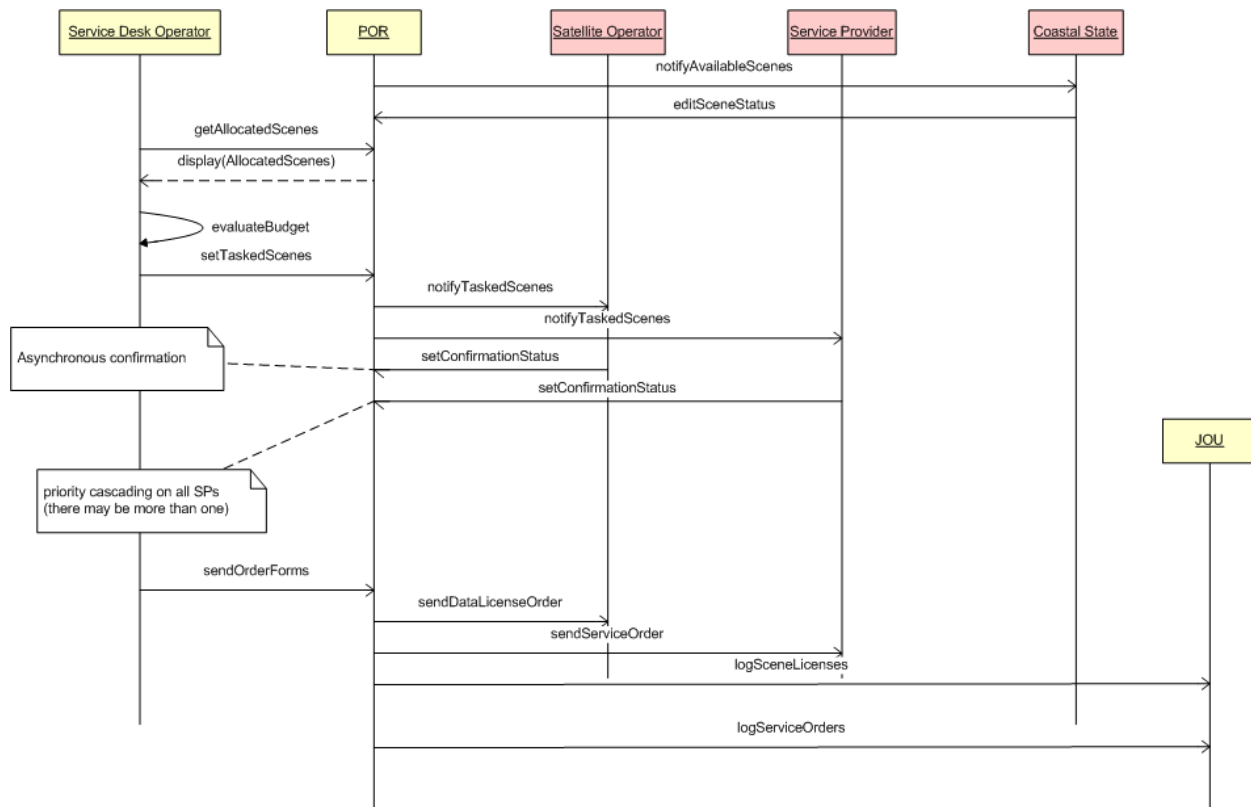 Service Desk Operator
POR
Satellite Operator
Service Provider
Coastal State
notifyAvailableScenes
editSceneStatus
getAllocatedScenes
display(AllocatedScenes)
evaluateBudget
setTaskedScenes
notifyTaskedScenes
notifyTaskedScenes
Asynchronous confirmation
setConfirmationStatus
setConfirmationStatus
JOU
priority cascading on all SPs
(there may be more than one)
sendOrderForms
sendDataLicenseOrder
sendServiceOrder
logSceneLicenses
logServiceOrders